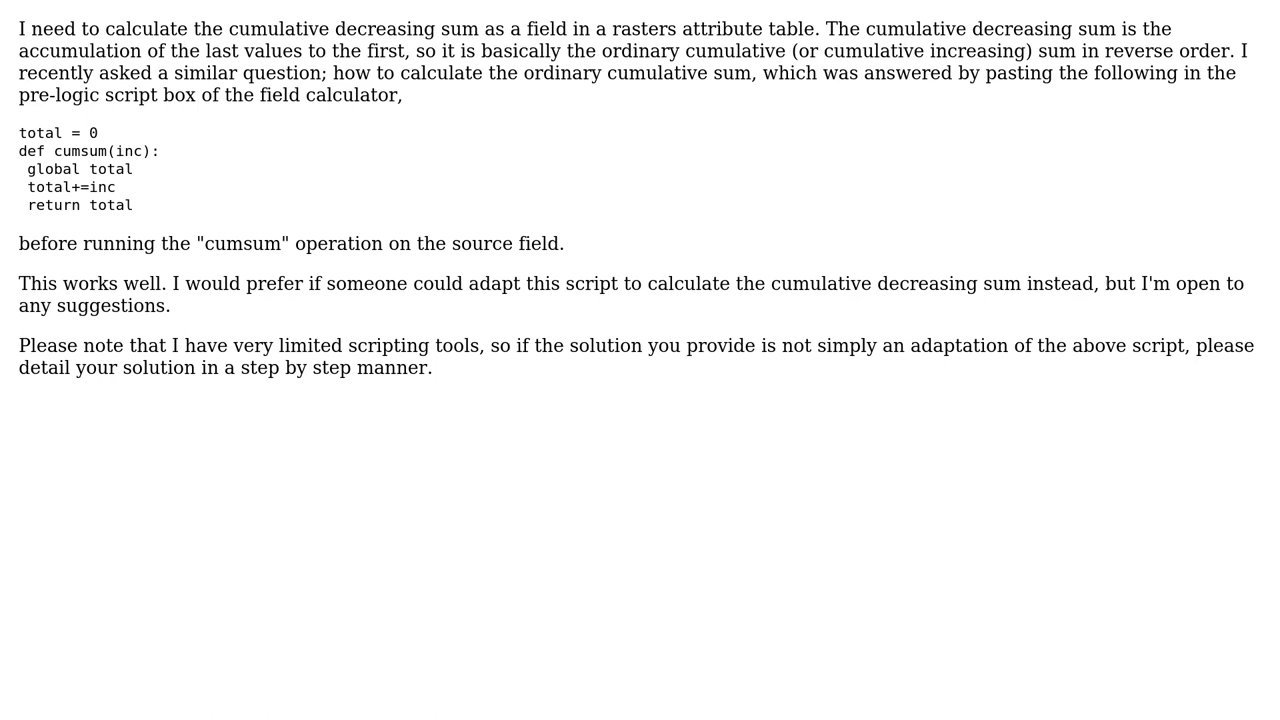 I need to calculate the cumulative decreasing sum as a field in a rasters attribute table. The cumulative decreasing sum is the
accumulation of the last values to the first, so it is basically the ordinary cumulative (or cumulative increasing) sum in reverse order. I
recently asked a similar question; how to calculate the ordinary cumulative sum, which was answered by pasting the following in the
pre-logic script box of the field calculator,
total = 0
def cumsum(inc):
 global total
 total+=inc
 return total
before running the "cumsum" operation on the source field.
This works well. I would prefer if someone could adapt this script to calculate the cumulative decreasing sum instead, but I'm open to
any suggestions.
Please note that I have very limited scripting tools, so if the solution you provide is not simply an adaptation of the above script, please
detail your solution in a step by step manner.